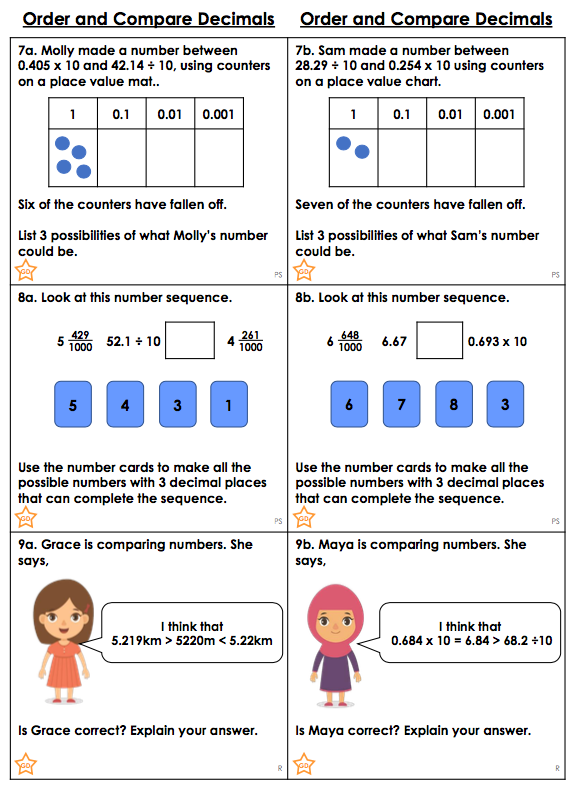 Order and Compare Decimals
7a. Molly made a number between
0.405 x 10 and 42.14 ÷ 10, using counters
on a place value mat..
1 0.1 0.01 0.001
Six of the counters have fallen off.
List 3 possibilities of what Molly’s number
could be.
GD
PS
Order and Compare Decimals
7b. Sam made a number between
28.29 ÷ 10 and 0.254 x 10 using counters
on a place value chart.
1 0.1 0.01 0.001
Seven of the counters have fallen off.
List 3 possibilities of what Sam’s number
could be.
GD
PS
8a. Look at this number sequence.
5 429/1000 52.1 ÷ 10 4 261/1000
5 4 3 1
Use the number cards to make all the
possible numbers with 3 decimal places
that can complete the sequence.
GD
PS
8b. Look at this number sequence.
6 648/1000 6.67 0.693 x 10
6 7 8 3
Use the number cards to make all the
possible numbers with 3 decimal places
that can complete the sequence.
GD
PS
9a. Grace is comparing numbers. She
says,
I think that
5.219km > 5220m < 5.22km
Is Grace correct? Explain your answer.
GD
R
9b. Maya is comparing numbers. She
says,
I think that
0.684 x 10 = 6.84 > 68.2 ÷10
Is Maya correct? Explain your answer.
GD
R